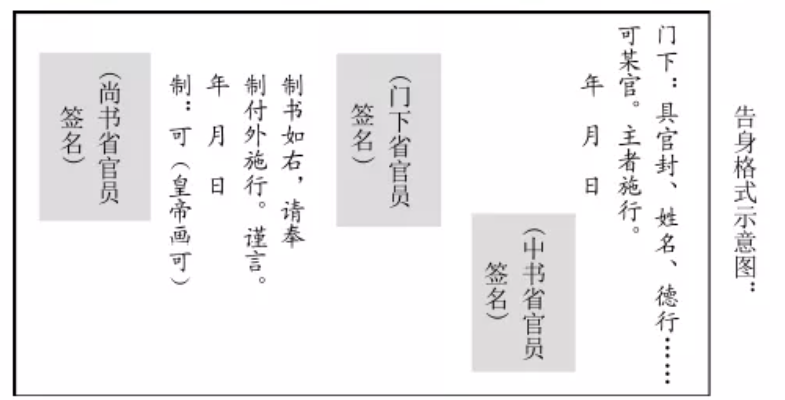 告身格式示意图：
门下：具官封、姓名、德行……
可某官。主者施行。
年 月 日
（中书省官员
签名）
（门下省官员
签名）
制书如右，请奉
制付外施行。谨言。
年 月 日
制：可（皇帝画可）
（尚书省官员
签名）